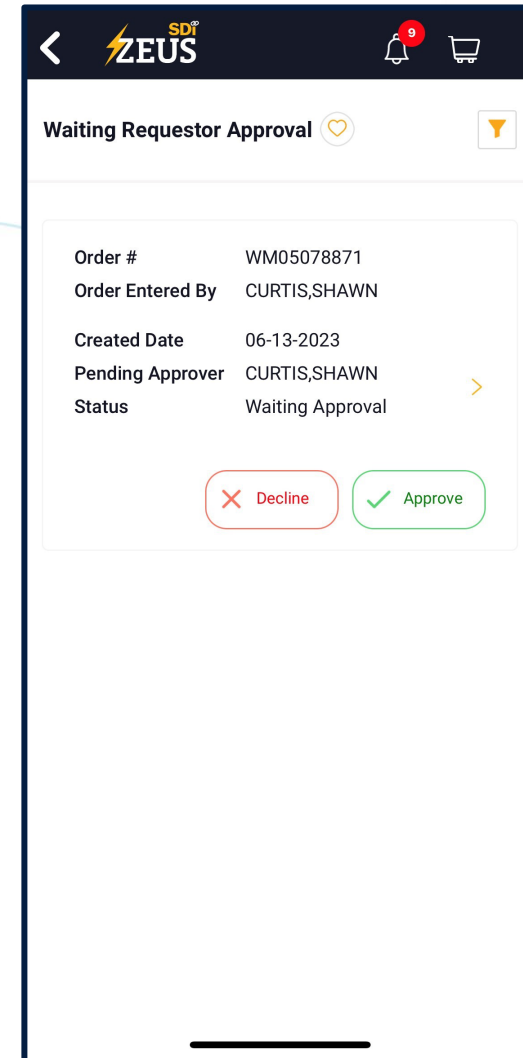 SDi
ZEUS
9
Waiting Requestor Approval
Order # WM05078871
Order Entered By CURTIS,SHAWN
Created Date 06-13-2023
Pending Approver CURTIS,SHAWN
Status Waiting Approval
Decline Approve